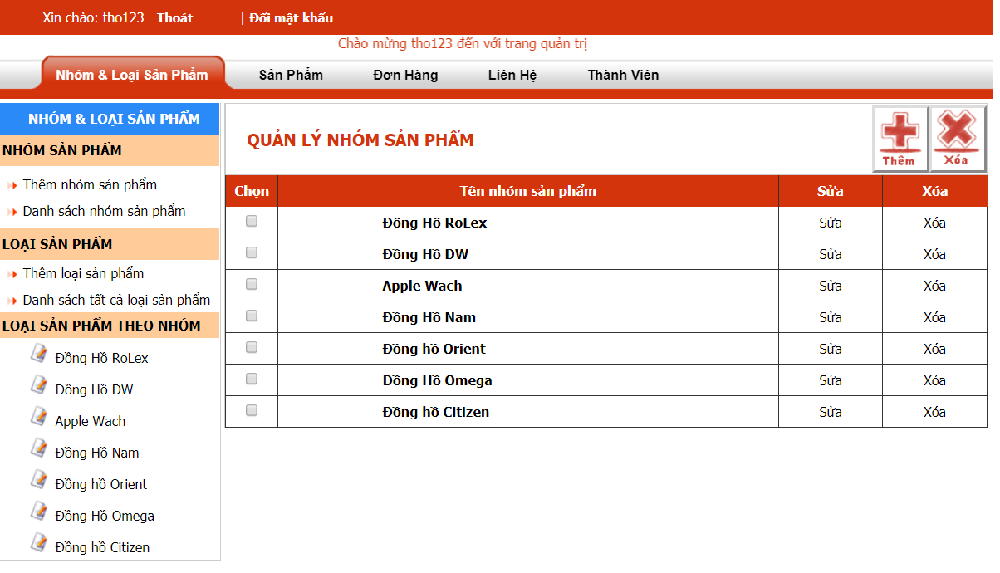 Xin chào: tho123 Thoát | Đổi mật khẩu
Chào mừng tho123 đến với trang quản trị
Nhóm & Loại Sản Phẩm Sản Phẩm Đơn Hàng Liên Hệ Thành Viên
NHÓM & LOẠI SẢN PHẨM
NHÓM SẢN PHẨM
Thêm nhóm sản phẩm
Danh sách nhóm sản phẩm
LOẠI SẢN PHẨM
Thêm loại sản phẩm
Danh sách tất cả loại sản phẩm
LOẠI SẢN PHẨM THEO NHÓM
Đồng Hồ RoLex
Đồng Hồ DW
Apple Wach
Đồng Hồ Nam
Đồng hồ Orient
Đồng Hồ Omega
Đồng hồ Citizen
QUẢN LÝ NHÓM SẢN PHẨM
Thêm Xóa
Chọn Tên nhóm sản phẩm Sửa Xóa
Đồng Hồ RoLex Sửa Xóa
Đồng Hồ DW Sửa Xóa
Apple Wach Sửa Xóa
Đồng Hồ Nam Sửa Xóa
Đồng hồ Orient Sửa Xóa
Đồng Hồ Omega Sửa Xóa
Đồng hồ Citizen Sửa Xóa